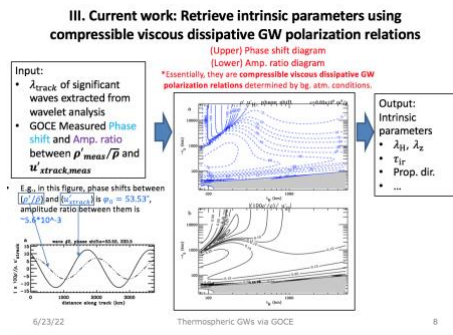 III. Current work: Retrieve intrinsic parameters using
compressible viscous dissipative GW polarization relations
(Upper) Phase shift diagram
(Lower) Amp. ratio diagram
*Essentially, they are compressible viscous dissipative GW
polarization relations determined by bg. atm. conditions.
Input:
• λtrack of significant
waves extracted from
wavelet analysis
• GOCE Measured Phase
shift and Amp. ratio
between ρ'meas/ρ̅ and
u'xtrack,meas
• E.g., in this figure, phase shifts between
(ρ'/ρ̅) and (u'xtrack) is φ0 = 53.53°,
amplitude ratio between them is
~5.6*10^-3
distance along track (km)
0 1000 2000 3000
Output:
Intrinsic
parameters
• λH, λz
• τIr
• Prop. dir.
• ...
6/23/22
Thermospheric GWs via GOCE
8